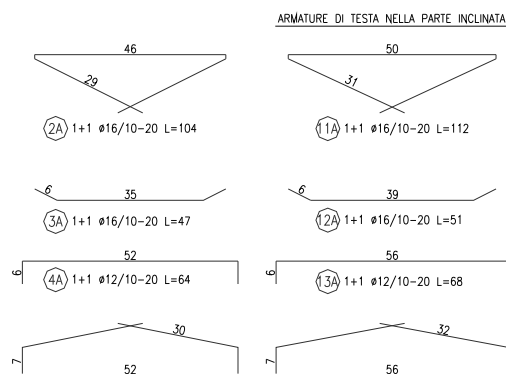 ARMATURE DI TESTA NELLA PARTE INCLINATA
46
29
2A 1+1 ø16/10-20 L=104
50
31
11A 1+1 ø16/10-20 L=112
6
35
3A 1+1 ø16/10-20 L=47
6
39
12A 1+1 ø16/10-20 L=51
52
6
4A 1+1 ø12/10-20 L=64
56
6
13A 1+1 ø12/10-20 L=68
30
7
52
32
7
56